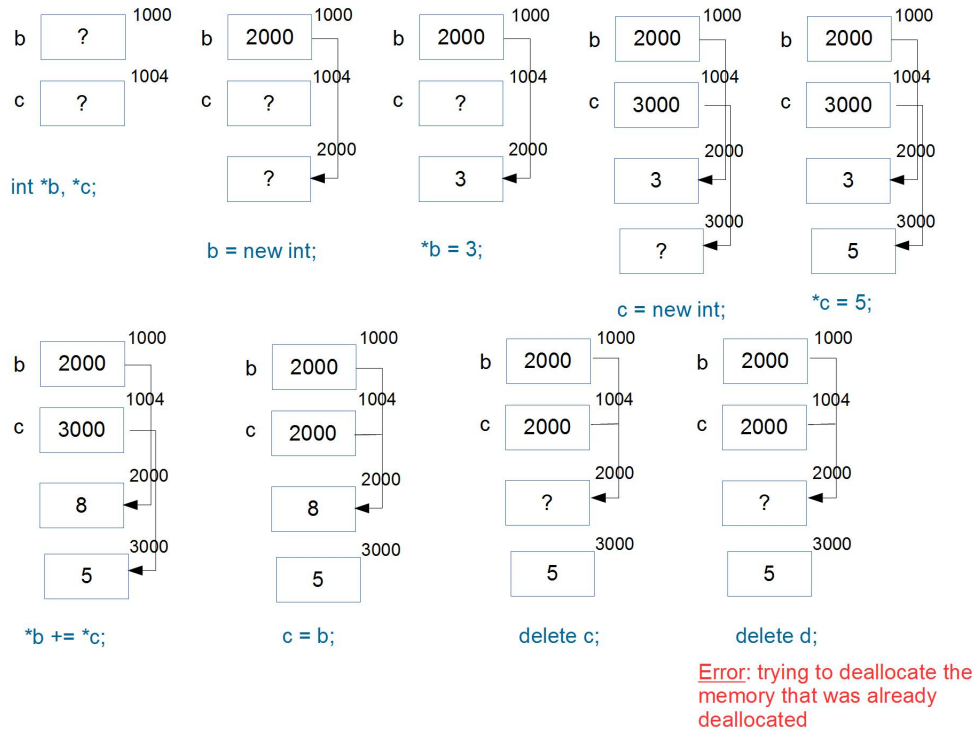 1000 1000 1000 1000 1000
b ? b 2000 b 2000 b 2000 b 2000
1004 1004 1004 1004 1004
c ? c ? c ? c 3000 c 3000
2000 2000 2000 2000
? 3 3 3
3000 3000
? 5
int *b, *c;
b = new int;
*b = 3;
c = new int;
*c = 5;
1000 1000 1000 1000
b 2000 b 2000 b 2000 b 2000
1004 1004 1004 1004
c 3000 c 2000 c 2000 c 2000
2000 2000 2000 2000
8 8 ? ?
3000 3000 3000 3000
5 5 5 5
*b += *c;
c = b;
delete c;
delete d;
Error: trying to deallocate the
memory that was already
deallocated